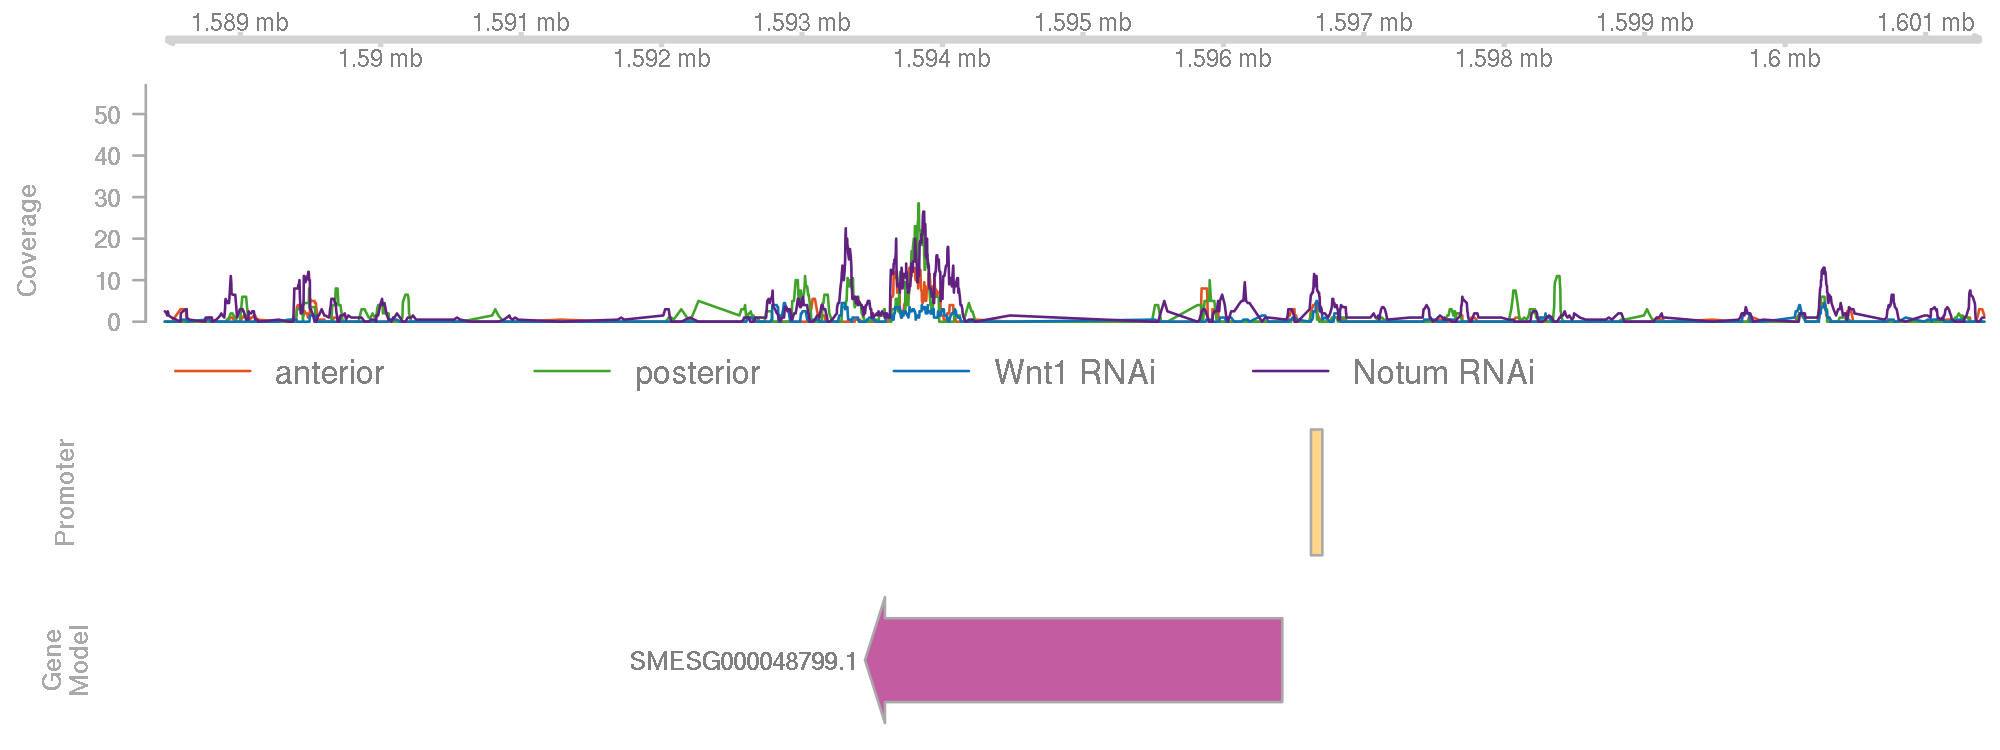 1.589 mb 1.591 mb 1.593 mb 1.595 mb 1.597 mb 1.599 mb 1.601 mb
1.59 mb 1.592 mb 1.594 mb 1.596 mb 1.598 mb 1.6 mb
Coverage
50
40
30
20
10
0
anterior posterior Wnt1 RNAi Notum RNAi
Promoter
Gene
Model
SMESG000048799.1